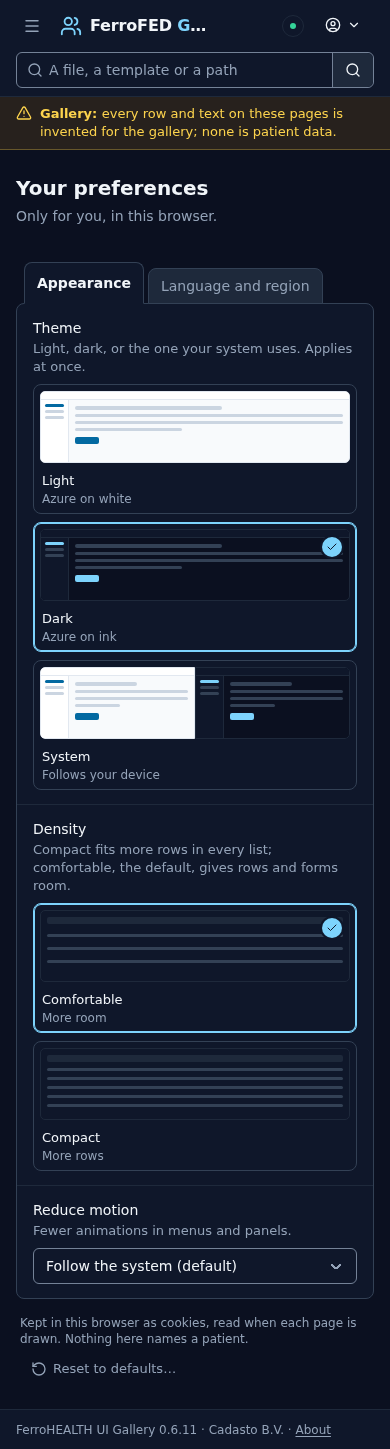 FerroFED G…
A file, a template or a path
Gallery: every row and text on these pages is
invented for the gallery; none is patient data.
Your preferences
Only for you, in this browser.
Appearance
Language and region
Theme
Light, dark, or the one your system uses. Applies
at once.
Light
Azure on white
Dark
Azure on ink
System
Follows your device
Density
Compact fits more rows in every list;
comfortable, the default, gives rows and forms
room.
Comfortable
More room
Compact
More rows
Reduce motion
Fewer animations in menus and panels.
Follow the system (default)
Kept in this browser as cookies, read when each page is
drawn. Nothing here names a patient.
Reset to defaults…
FerroHEALTH UI Gallery 0.6.11 · Cadasto B.V. · About